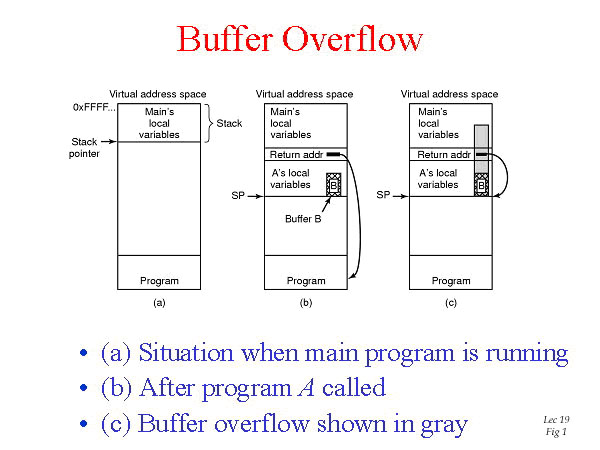 Buffer Overflow
Virtual address space
Virtual address space
Virtual address space
0xFFFF...
Main's
local
variables
Stack
Stack
pointer
Main's
local
variables
Return addr
A's local
variables
B
SP
Buffer B
Main's
local
variables
Return addr
A's local
variables
B
SP
Program
Program
Program
(a)
(b)
(c)
• (a) Situation when main program is running
• (b) After program A called
• (c) Buffer overflow shown in gray
Lec 19
Fig 1